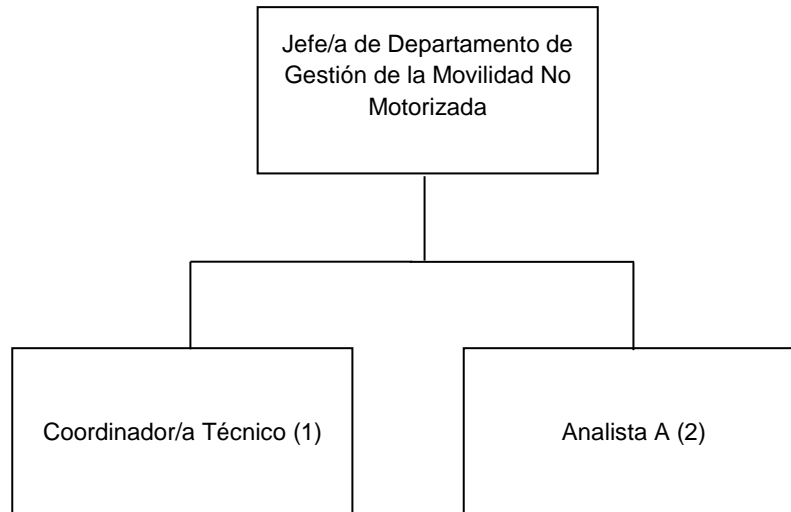 Jefe/a de Departamento de
Gestión de la Movilidad No
Motorizada
Coordinador/a Técnico (1)
Analista A (2)